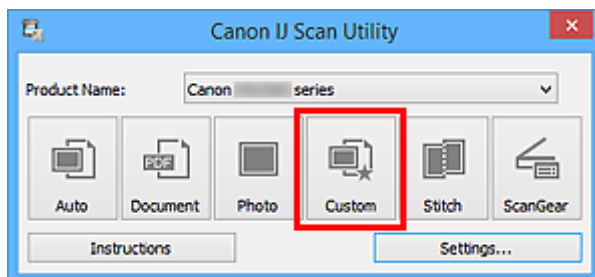 Canon IJ Scan Utility
Product Name: Canon series
PDF
Auto Document Photo Custom Stitch ScanGear
Instructions Settings...